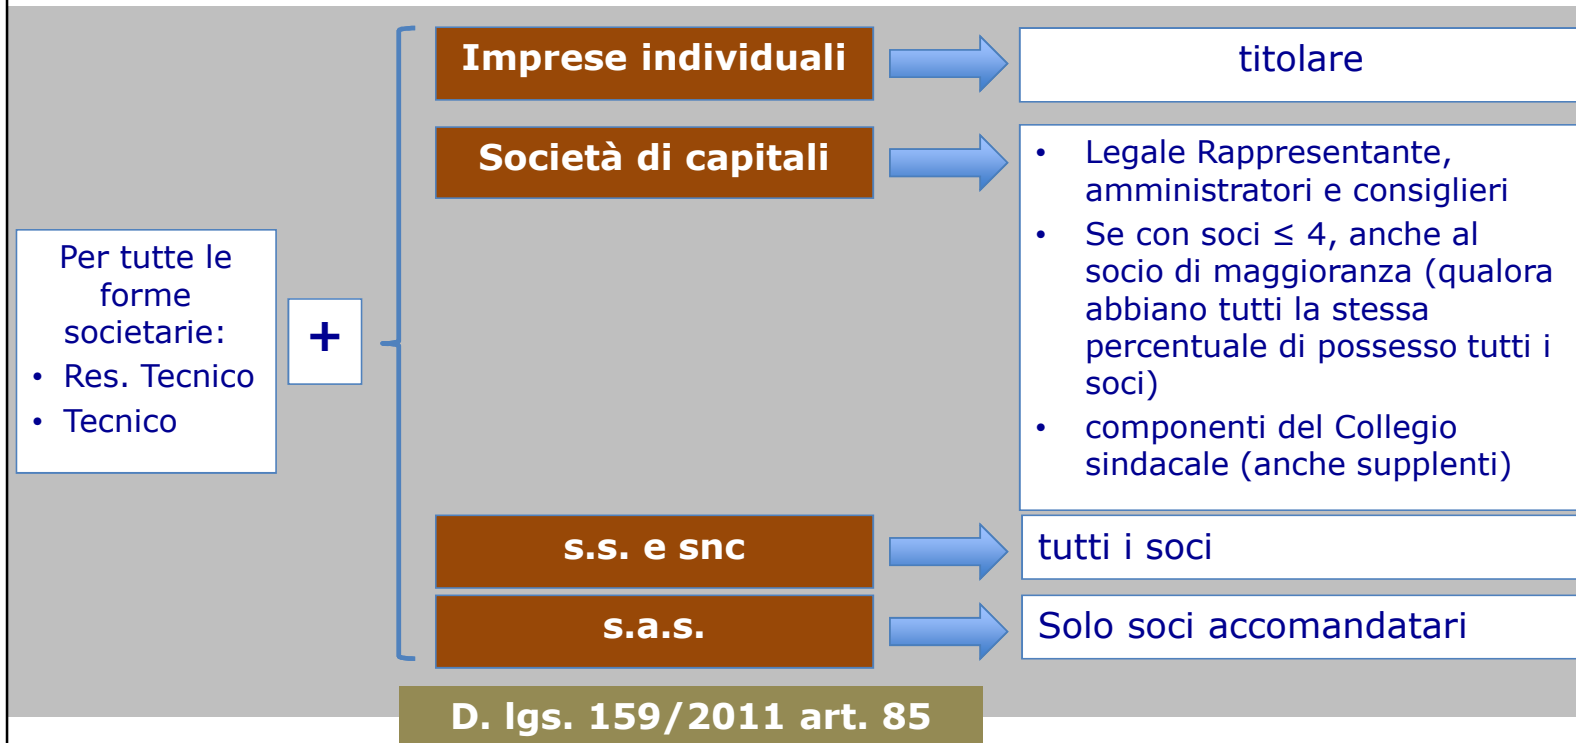 Per tutte le
forme
societarie:
• Res. Tecnico
• Tecnico
+
Imprese individuali
titolare
Società di capitali
• Legale Rappresentante,
amministratori e consiglieri
• Se con soci ≤ 4, anche al
socio di maggioranza (qualora
abbiano tutti la stessa
percentuale di possesso tutti i
soci)
• componenti del Collegio
sindacale (anche supplenti)
s.s. e snc
tutti i soci
s.a.s.
Solo soci accomandatari
D. lgs. 159/2011 art. 85